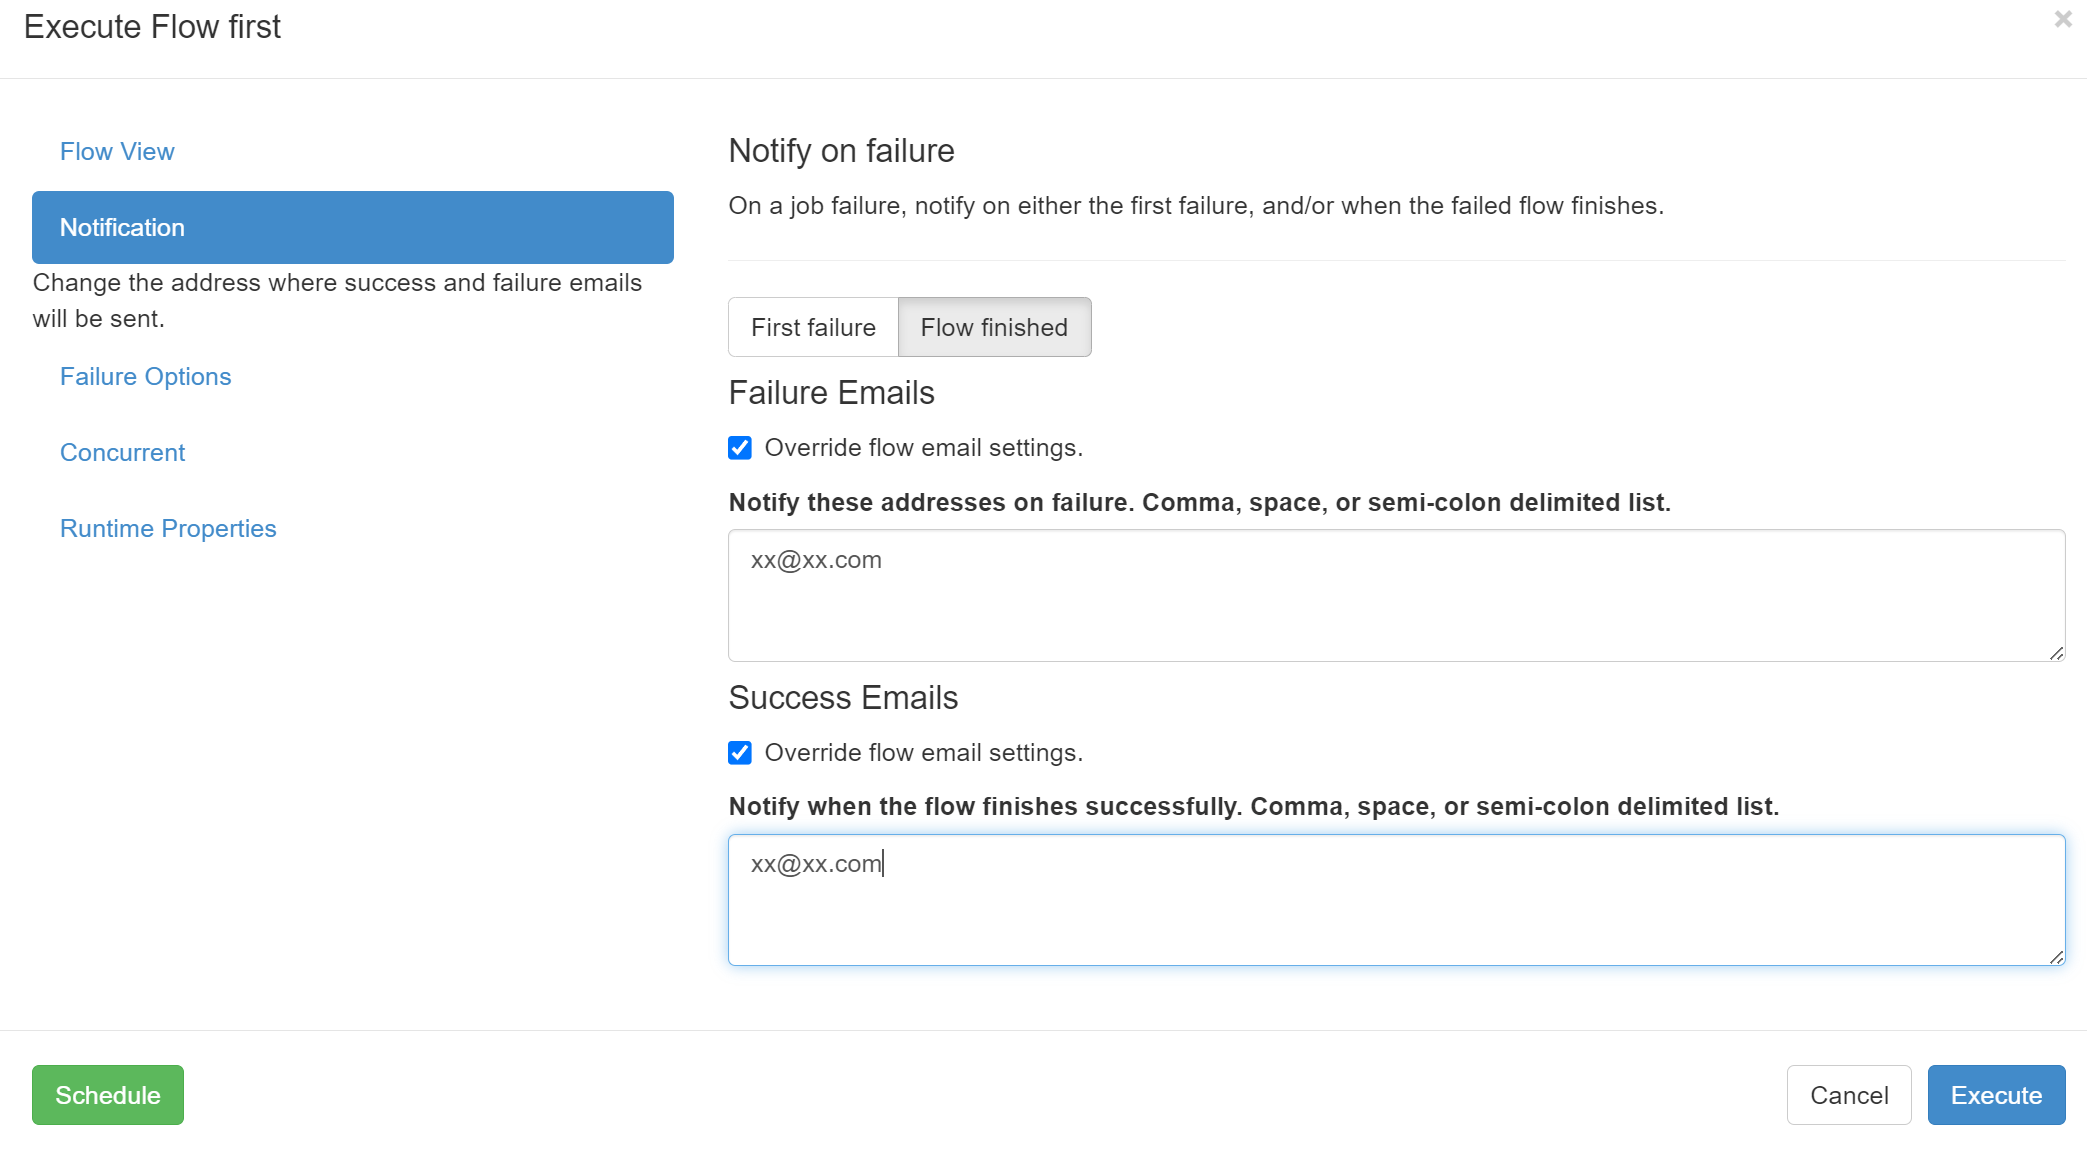 Execute Flow first
×
Flow View
Notification
Change the address where success and failure emails
will be sent.
Failure Options
Concurrent
Runtime Properties
Notify on failure
On a job failure, notify on either the first failure, and/or when the failed flow finishes.
First failure
Flow finished
Failure Emails
Override flow email settings.
Notify these addresses on failure. Comma, space, or semi-colon delimited list.
xx@xx.com
Success Emails
Override flow email settings.
Notify when the flow finishes successfully. Comma, space, or semi-colon delimited list.
xx@xx.com
Schedule
Cancel
Execute